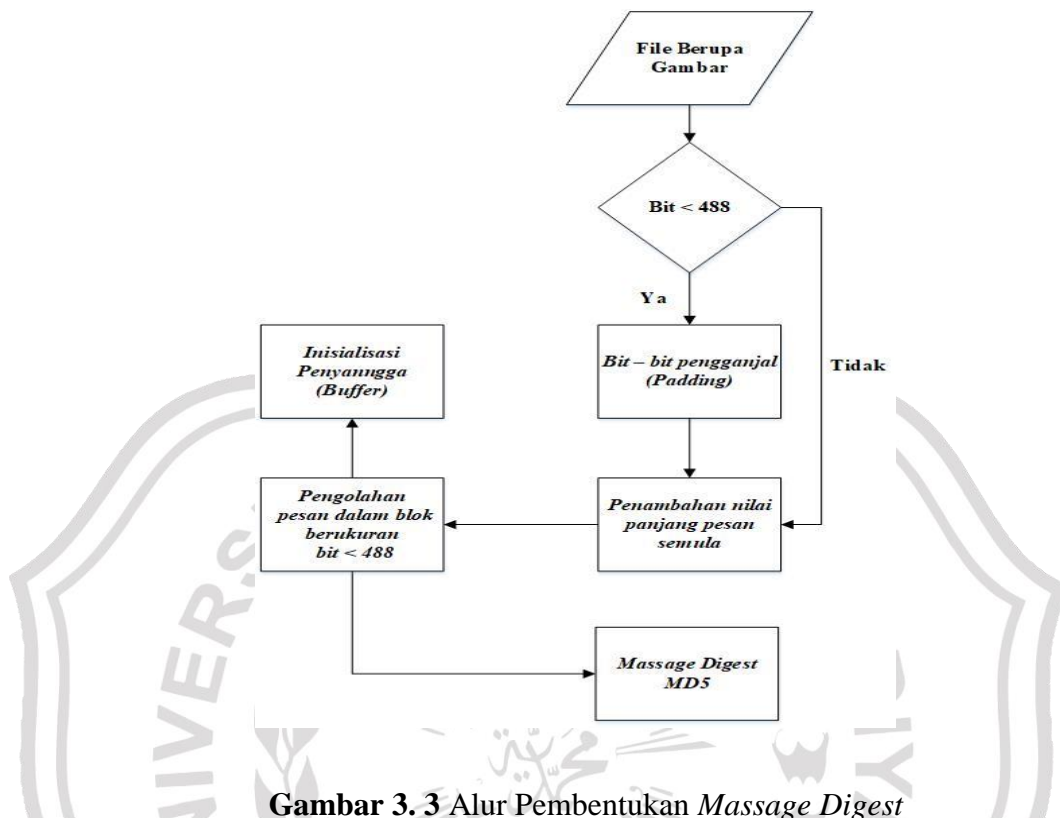 File Berupa
Gambar
Bit < 488
Ya
Tidak
Bit – bit pengganjal
(Padding)
Penambahan nilai
panjang pesan
semula
Pengolahan
pesan dalam blok
berukuran
bit < 488
Inisialisasi
Penyanngga
(Buffer)
Massage Digest
MD5
Gambar 3. 3 Alur Pembentukan Massage Digest